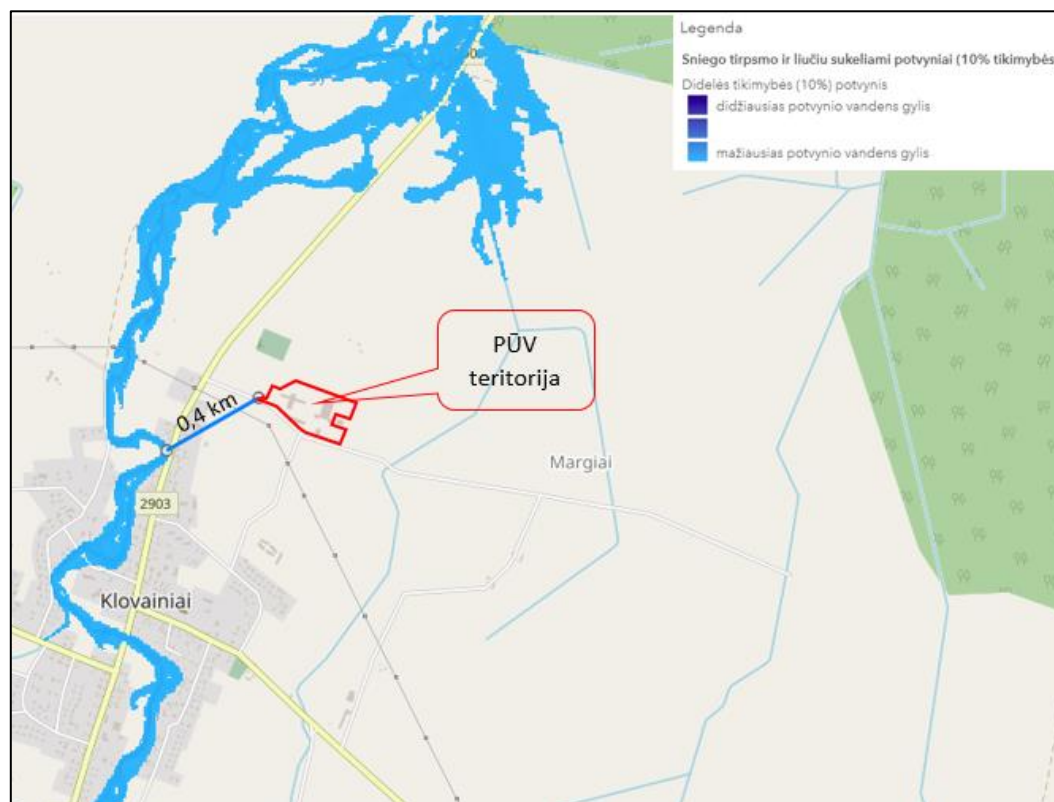 Legenda
Sniego tirpsmo ir liučiu sukeliami potvyniai (10% tikimybės
Didelės tikimybės (10%) potvynis
didžiausias potvynio vandens gylis
mažiausias potvynio vandens gylis
PŪV
teritorija
0,4 km
Margiai
2903
Klovainiai